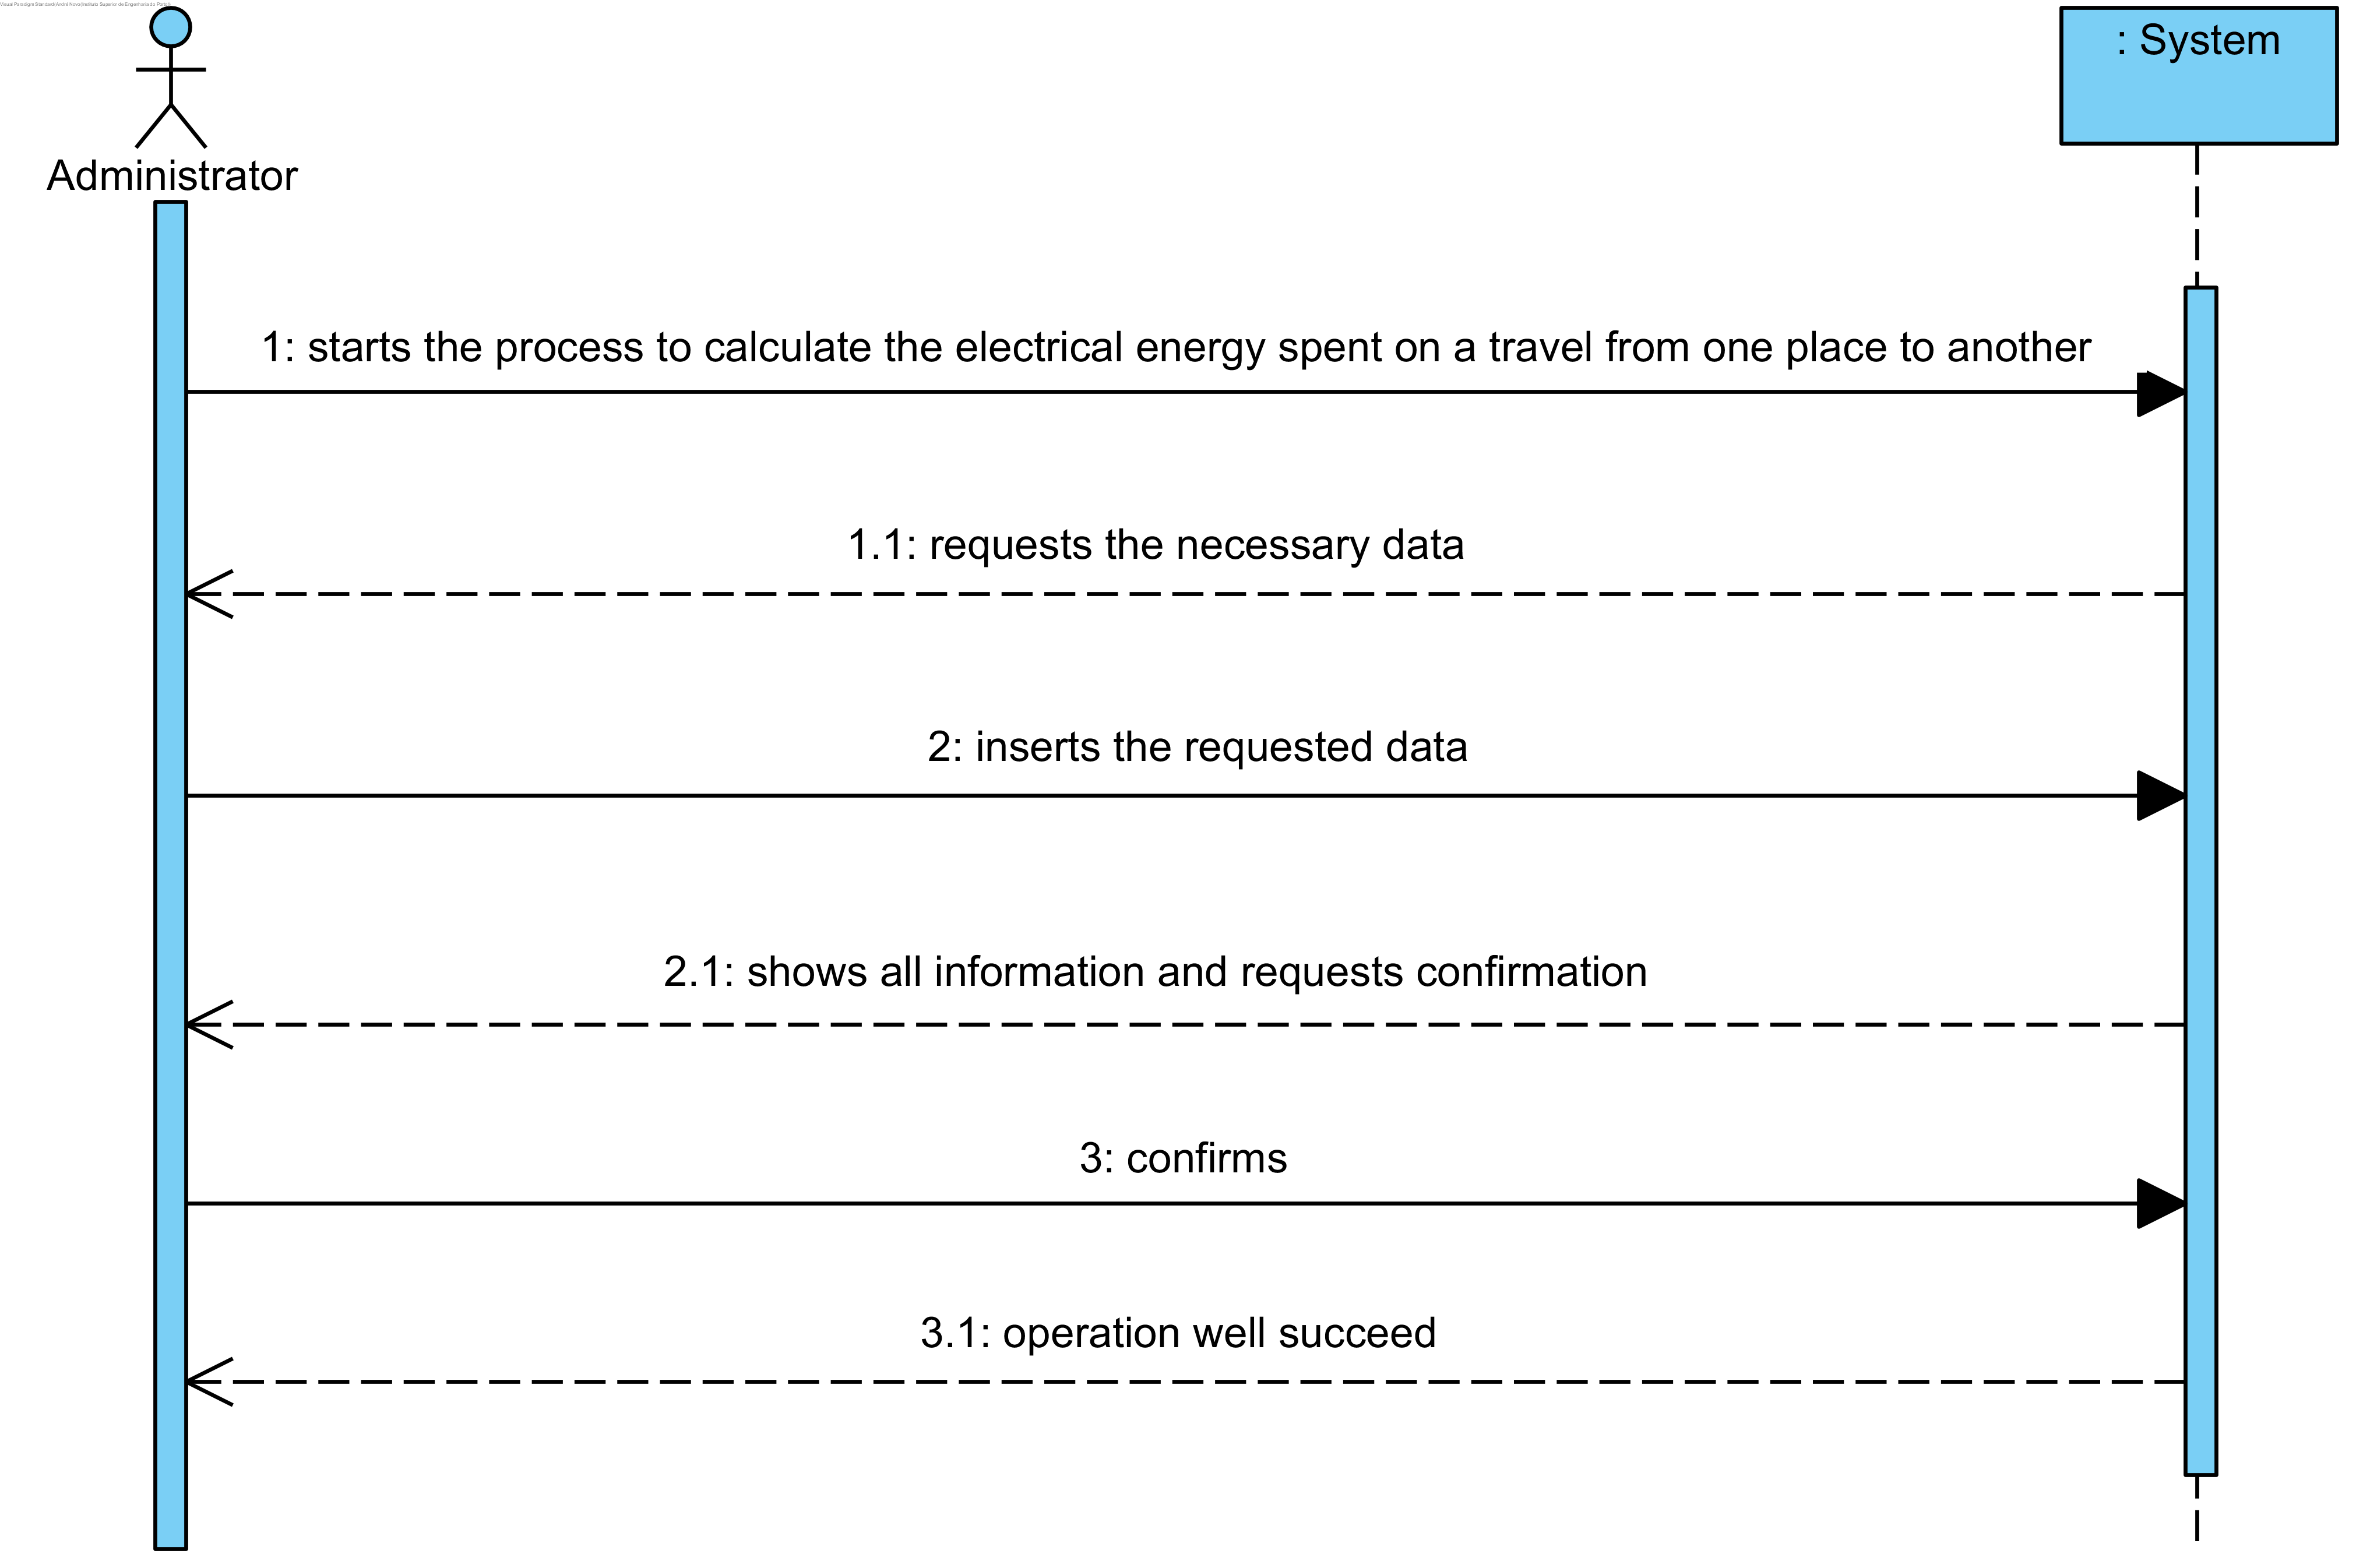 Visual Paradigm Standard(André Novo(Instituto Superior de Engenharia do Porto))
: System
Administrator
1: starts the process to calculate the electrical energy spent on a travel from one place to another
1.1: requests the necessary data
2: inserts the requested data
2.1: shows all information and requests confirmation
3: confirms
3.1: operation well succeed